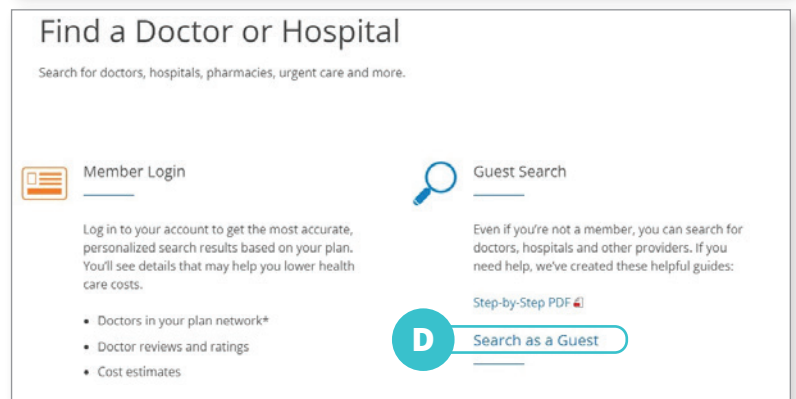 Find a Doctor or Hospital
Search for doctors, hospitals, pharmacies, urgent care and more.
Member Login
Log in to your account to get the most accurate,
personalized search results based on your plan.
You'll see details that may help you lower health
care costs.
• Doctors in your plan network*
• Doctor reviews and ratings
• Cost estimates
Guest Search
Even if you're not a member, you can search for
doctors, hospitals and other providers. If you
need help, we've created these helpful guides:
Step-by-Step PDF
D
Search as a Guest